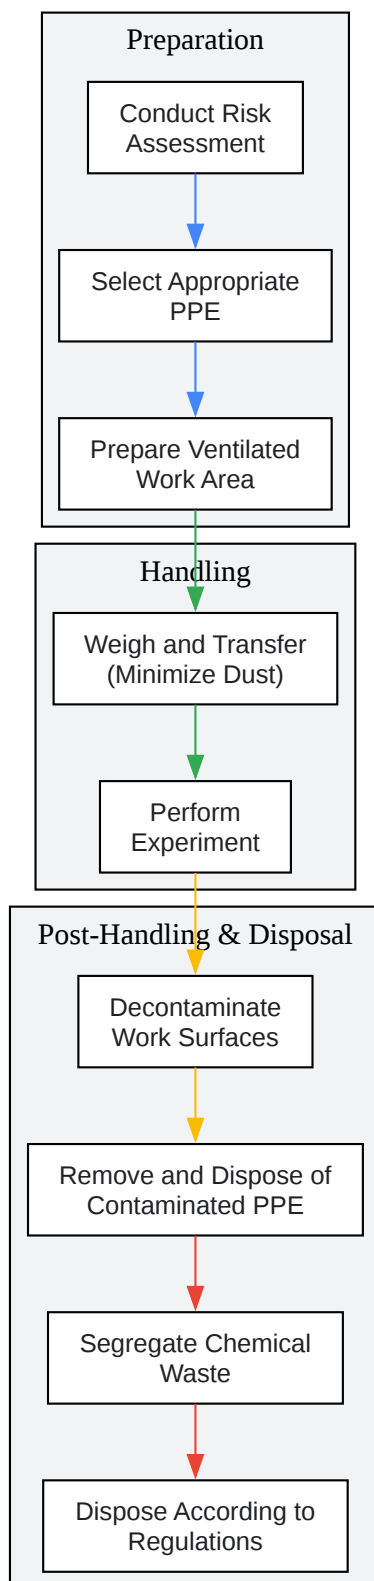 Preparation
Conduct Risk
Assessment
Select Appropriate
PPE
Prepare Ventilated
Work Area
Handling
Weigh and Transfer
(Minimize Dust)
Perform
Experiment
Post-Handling & Disposal
Decontaminate
Work Surfaces
Remove and Dispose of
Contaminated PPE
Segregate Chemical
Waste
Dispose According to
Regulations